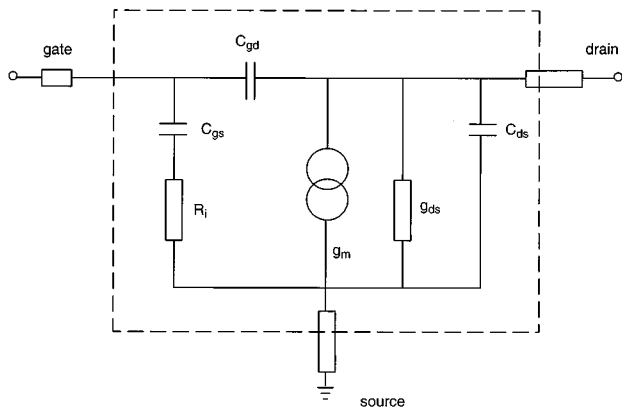 gate
C_gd
drain
C_gs
C_ds
R_i
g_ds
g_m
source